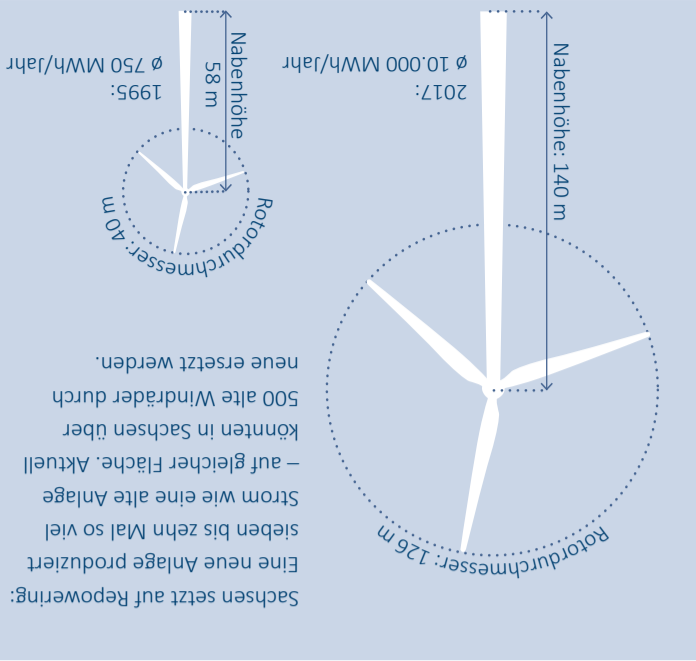 Sachsen setzt auf Repowering:
Eine neue Anlage produziert
sieben bis zehn Mal so viel
Strom wie eine alte Anlage
– auf gleicher Fläche. Aktuell
könnten in Sachsen über
500 alte Windräder durch
neue ersetzt werden.
Rotordurchmesser: 126 m
Nabenhöhe: 140 m
2017:
ø 10.000 MWh/Jahr
Rotordurchmesser: 40 m
Nabenhöhe
58 m
1995:
ø 750 MWh/Jahr